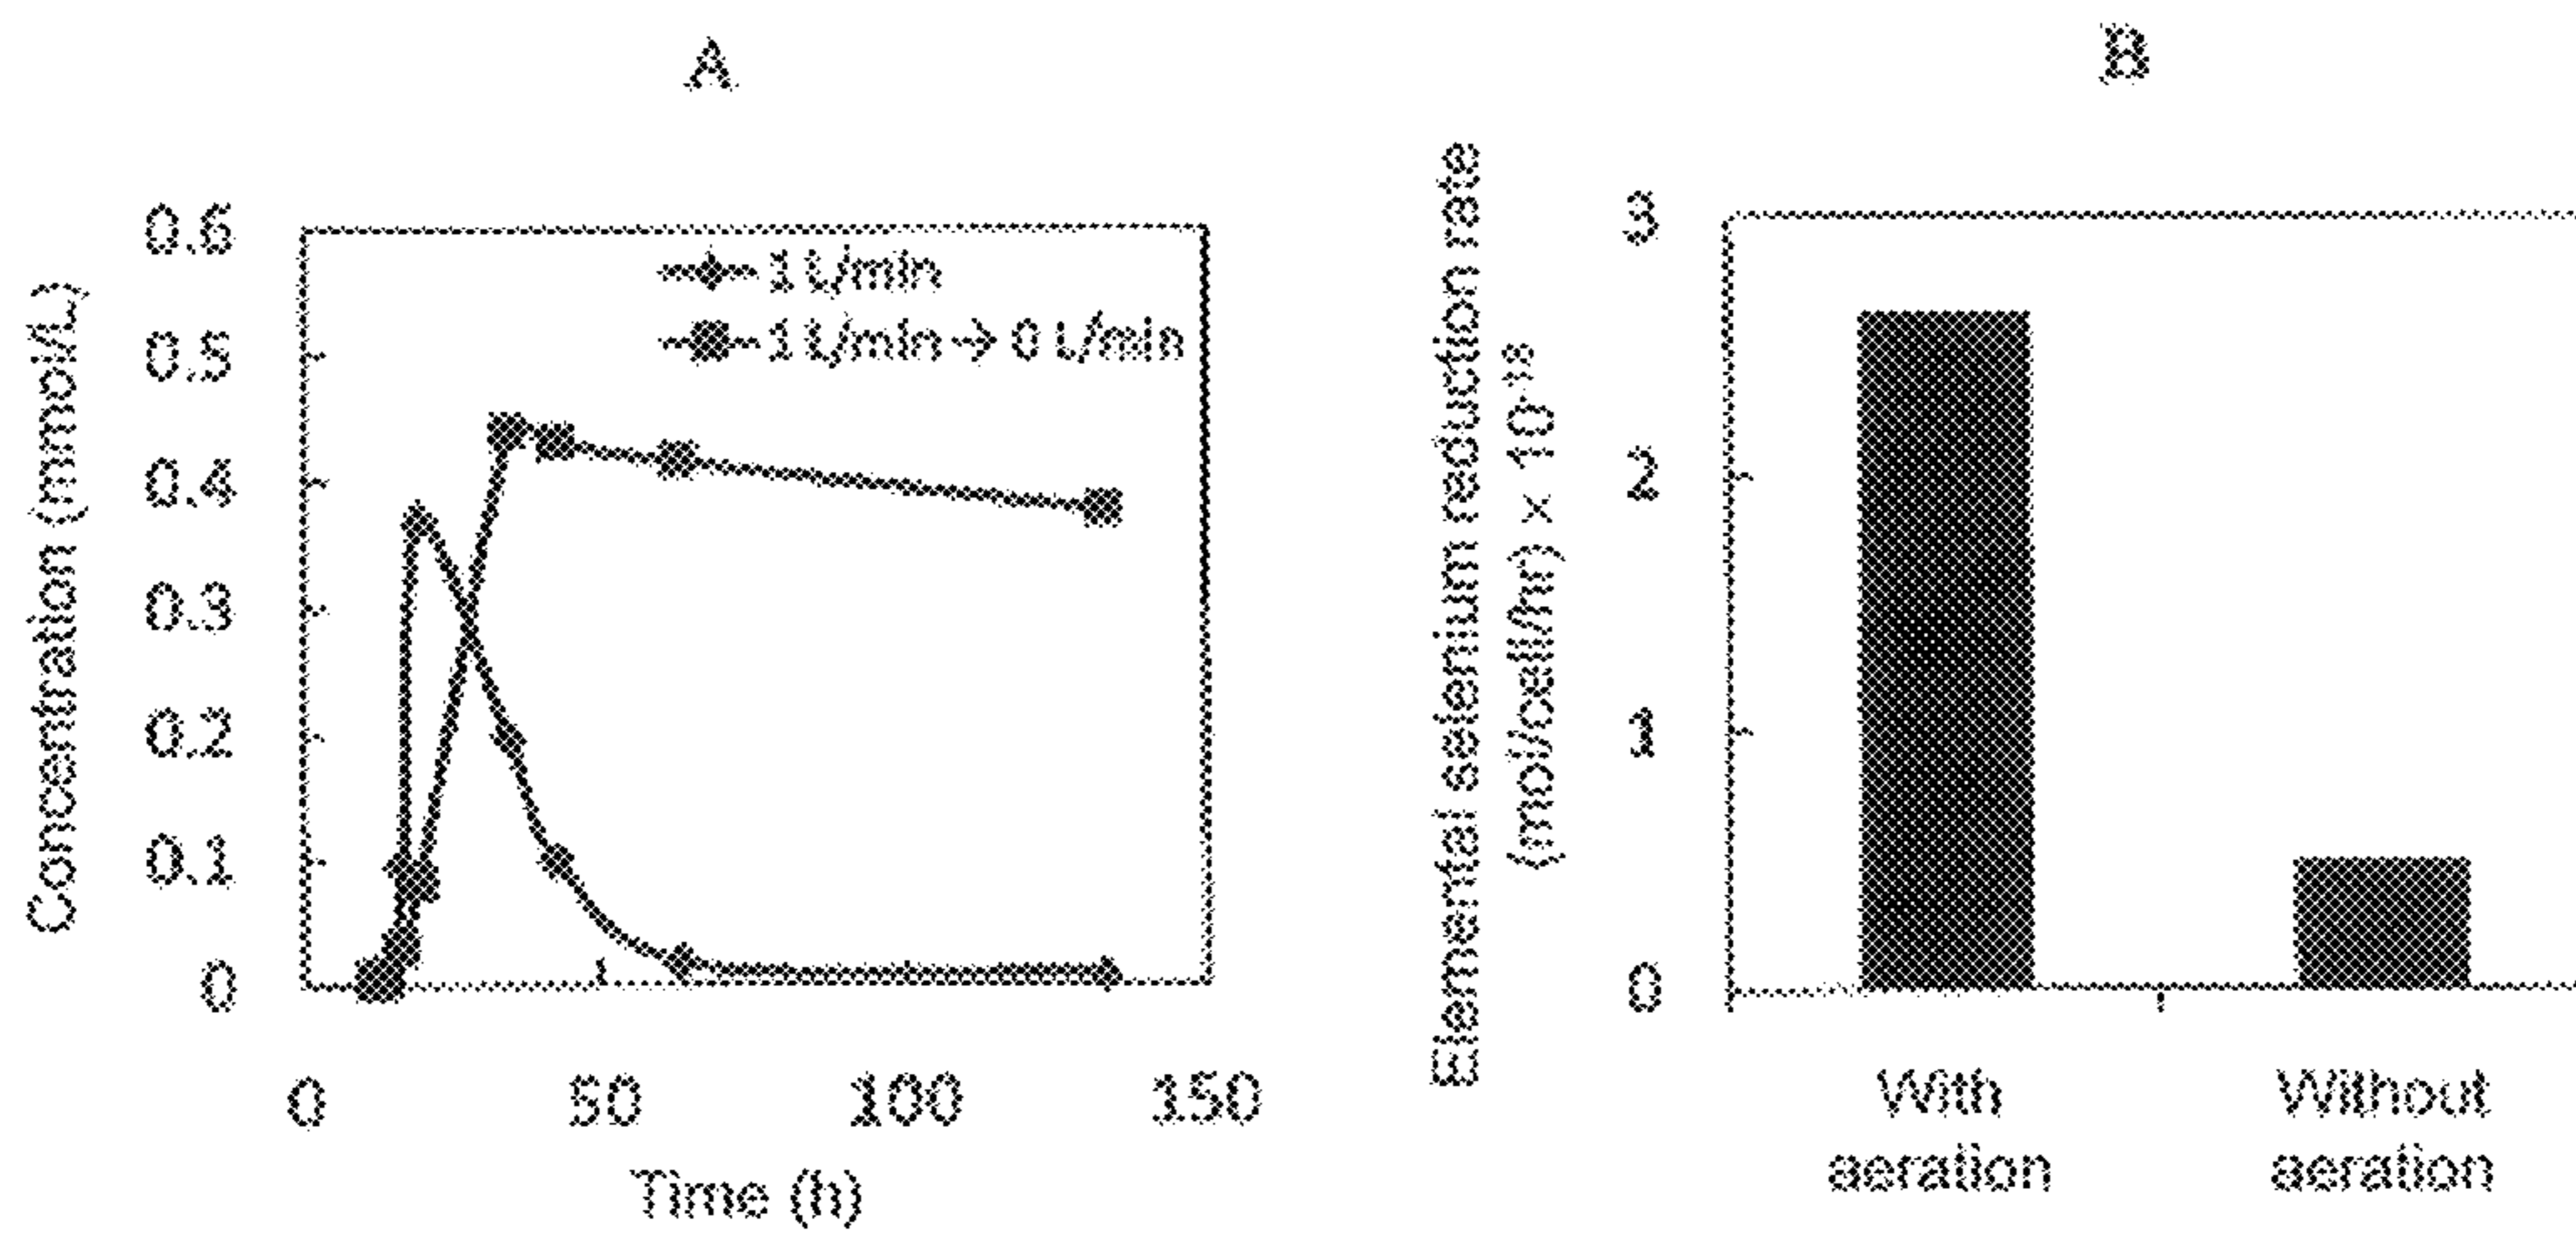 A
Concentration (mmol/L)
0.6
0.5
0.4
0.3
0.2
0.1
0
1 L/min
1 L/min → 0 L/min
0 50 100 150
Time (h)
B
Elemental selenium reduction rate
(mol/cell/hr) × 10⁻¹⁸
3
2
1
0
With
aeration
Without
aeration